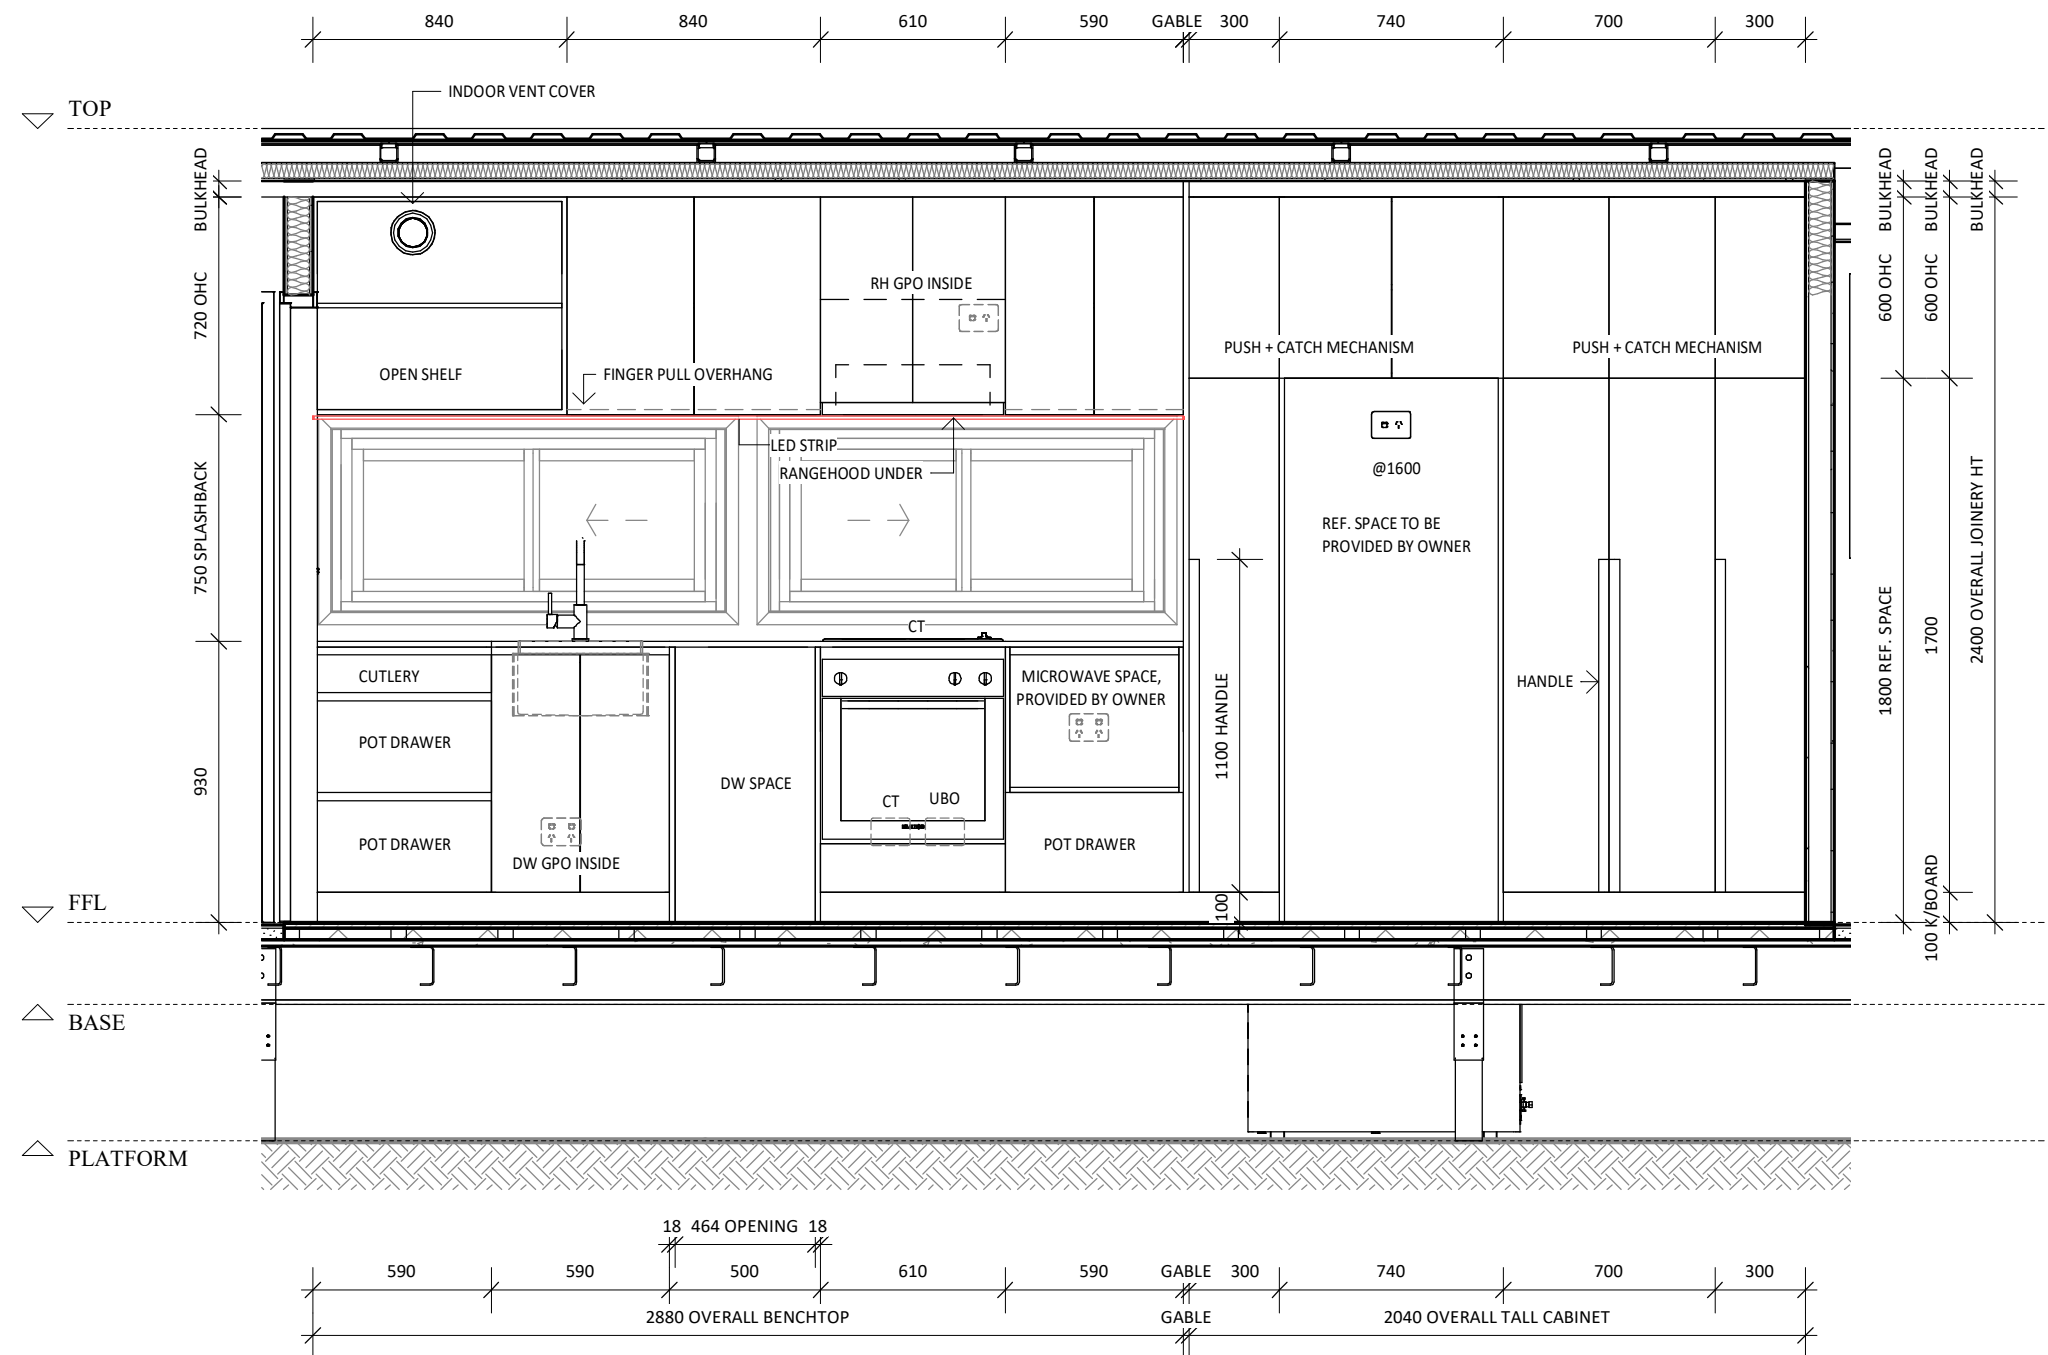 840 840 610 590 GABLE 300 740 700 300
INDOOR VENT COVER
TOP
BULKHEAD
BULKHEAD
BULKHEAD
BULKHEAD
720 OHC
600 OHC
600 OHC
RH GPO INSIDE
PUSH + CATCH MECHANISM
PUSH + CATCH MECHANISM
OPEN SHELF
FINGER PULL OVERHANG
LED STRIP
RANGEHOOD UNDER
@1600
REF. SPACE TO BE
PROVIDED BY OWNER
750 SPLASHBACK
2400 OVERALL JOINERY HT
1800 REF. SPACE
1700
CT
CUTLERY
MICROWAVE SPACE,
PROVIDED BY OWNER
HANDLE
1100 HANDLE
POT DRAWER
DW SPACE
930
CT
UBO
POT DRAWER
DW GPO INSIDE
POT DRAWER
100
100 K/BOARD
FFL
BASE
PLATFORM
18 464 OPENING 18
590 590 500 610 590 GABLE 300 740 700 300
2880 OVERALL BENCHTOP GABLE 2040 OVERALL TALL CABINET